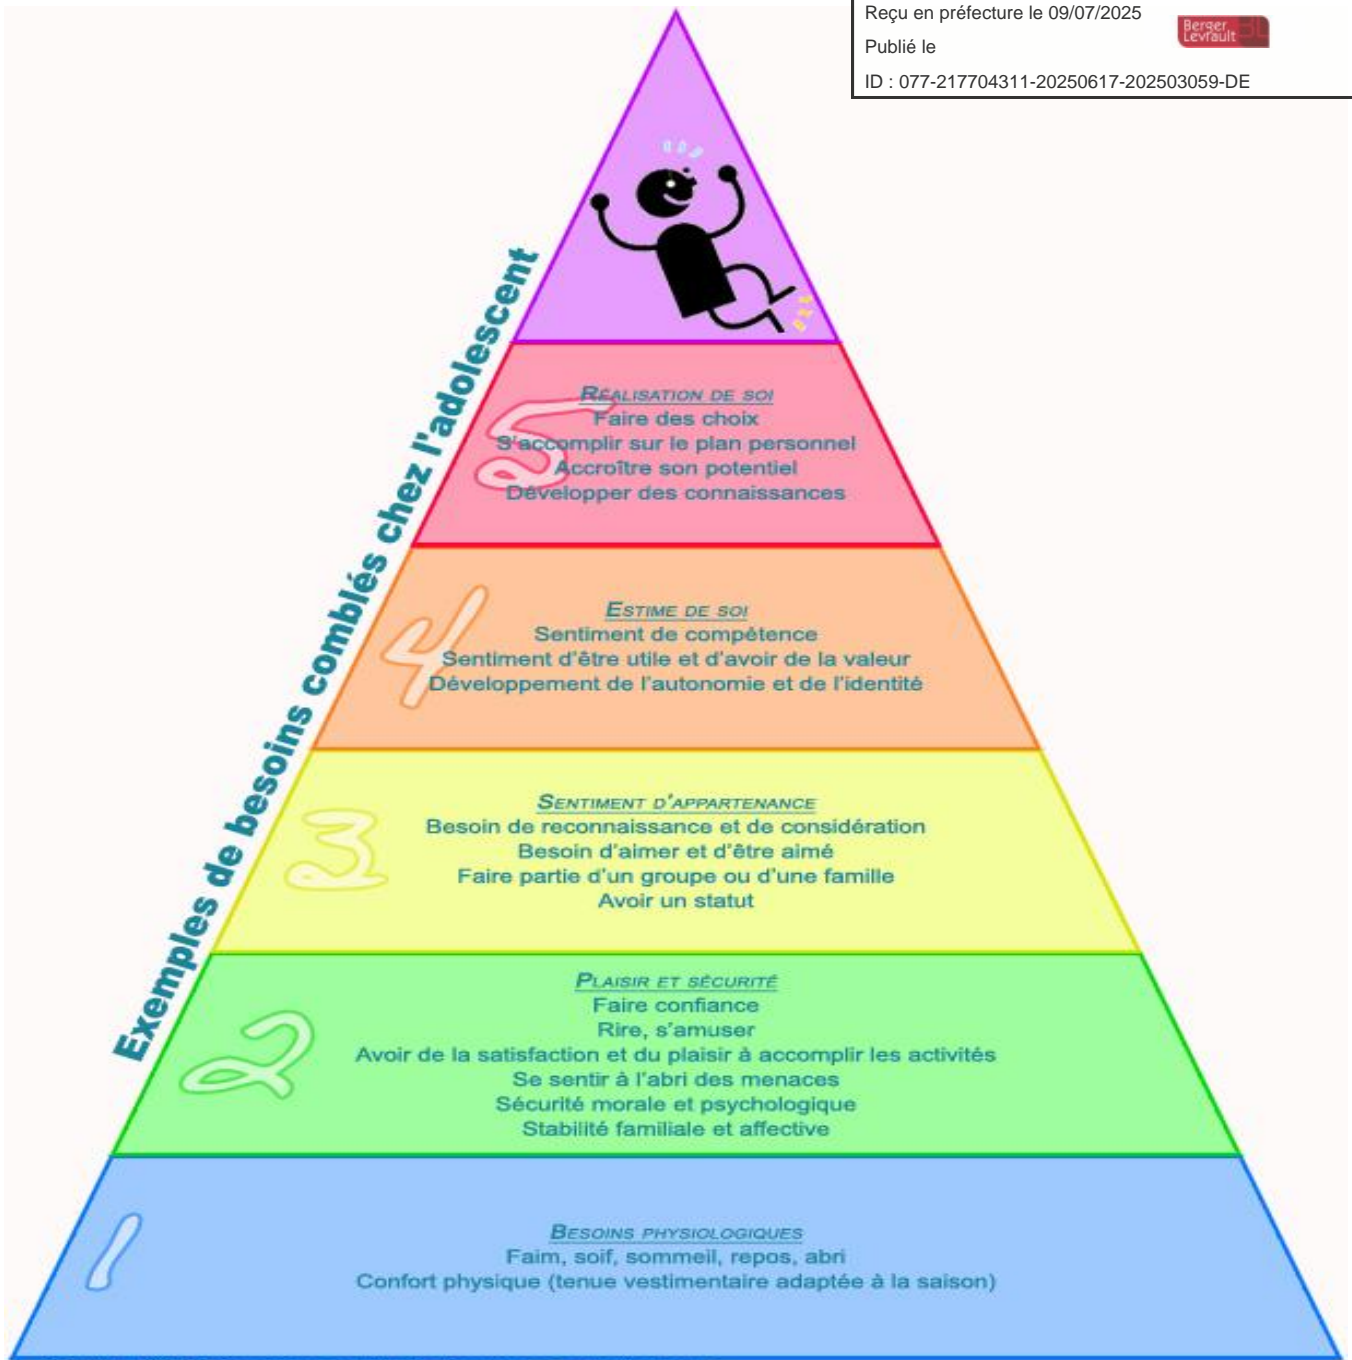 Reçu en préfecture le 09/07/2025
Berger
Levrault
Publié le
ID : 077-217704311-20250617-202503059-DE
Exemples de besoins comblés chez l'adolescent
5
RÉALISATION DE SOI
Faire des choix
S'accomplir sur le plan personnel
Accroître son potentiel
Développer des connaissances
4
ESTIME DE SOI
Sentiment de compétence
Sentiment d'être utile et d'avoir de la valeur
Développement de l'autonomie et de l'identité
3
SENTIMENT D'APPARTENANCE
Besoin de reconnaissance et de considération
Besoin d'aimer et d'être aimé
Faire partie d'un groupe ou d'une famille
Avoir un statut
2
PLAISIR ET SÉCURITÉ
Faire confiance
Rire, s'amuser
Avoir de la satisfaction et du plaisir à accomplir les activités
Se sentir à l'abri des menaces
Sécurité morale et psychologique
Stabilité familiale et affective
1
BESOINS PHYSIOLOGIQUES
Faim, soif, sommeil, repos, abri
Confort physique (tenue vestimentaire adaptée à la saison)